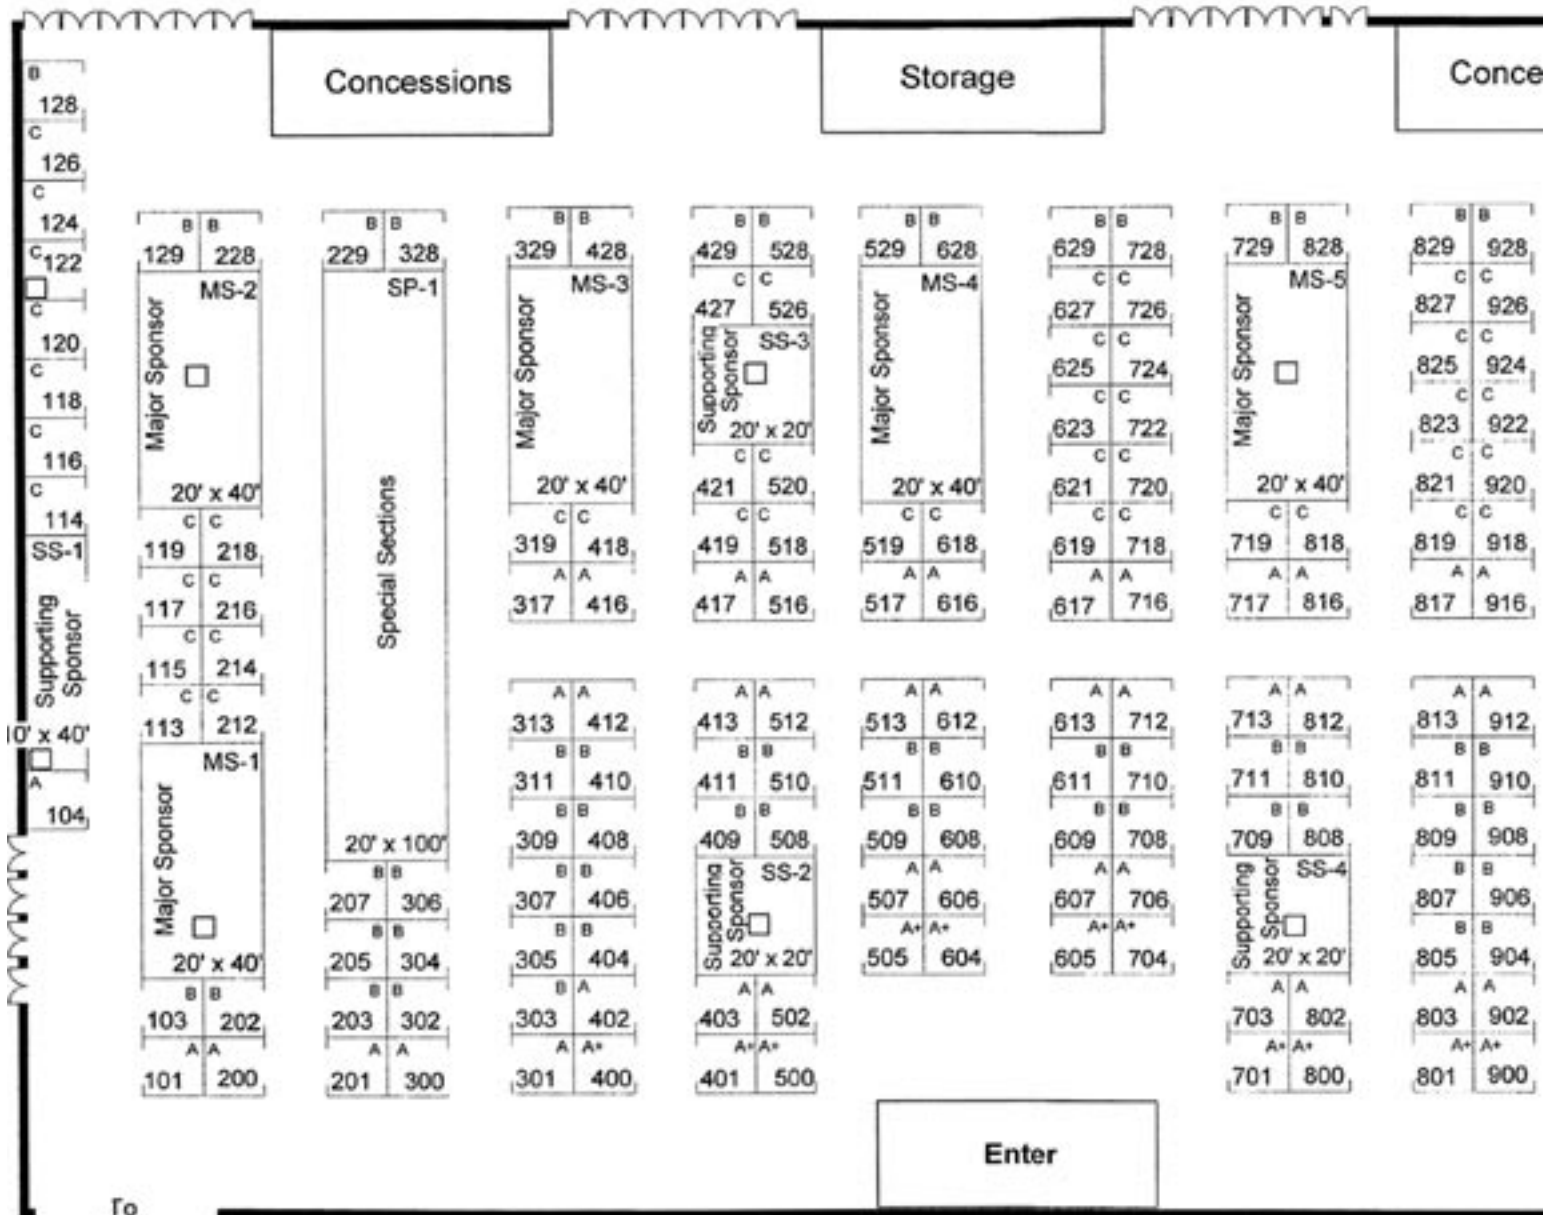 Concessions
Storage
Conce
B
128
C
126
C
124
C
122
C
120
C
118
C
116
C
114
SS-1
Supporting
Sponsor
0' x 40'
A
104
B B
129 228
MS-2
Major Sponsor
20' x 40'
C C
119 218
C C
117 216
C C
115 214
C C
113 212
MS-1
Major Sponsor
20' x 40'
B B
103 202
A A
101 200
B B
229 328
SP-1
Special Sections
20' x 100'
B B
207 306
B B
205 304
B B
203 302
A A
201 300
B B
329 428
MS-3
Major Sponsor
20' x 40'
C C
319 418
A A
317 416
A A
313 412
B B
311 410
B B
309 408
B B
307 406
B B
305 404
B A
303 402
A A+
301 400
B B
429 528
C C
427 526
SS-3
Supporting
Sponsor
20' x 20'
C C
421 520
C C
419 518
A A
417 516
A A
413 512
B B
411 510
B B
409 508
SS-2
Supporting
Sponsor
20' x 20'
A A
403 502
A+ A+
401 500
B B
529 628
MS-4
Major Sponsor
20' x 40'
C C
519 618
A A
517 616
A A
513 612
B B
511 610
B B
509 608
A A
507 606
A+ A+
505 604
B B
629 728
C C
627 726
C C
625 724
C C
623 722
C C
621 720
C C
619 718
A A
617 716
A A
613 712
B B
611 710
B B
609 708
A A
607 706
A+ A+
605 704
B B
729 828
MS-5
Major Sponsor
20' x 40'
C C
719 818
A A
717 816
A A
713 812
B B
711 810
B B
709 808
SS-4
Supporting
Sponsor
20' x 20'
A A
703 802
A+ A+
701 800
B B
829 928
C C
827 926
C C
825 924
C C
823 922
C C
821 920
C C
819 918
A A
817 916
A A
813 912
B B
811 910
B B
809 908
B B
807 906
B B
805 904
A A
803 902
A+ A+
801 900
Enter